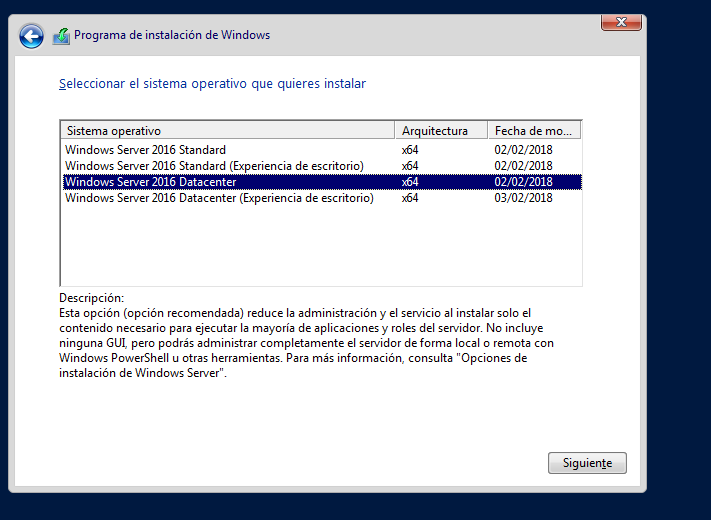 Programa de instalación de Windows
Seleccionar el sistema operativo que quieres instalar
Sistema operativo Arquitectura Fecha de mo...
Windows Server 2016 Standard x64 02/02/2018
Windows Server 2016 Standard (Experiencia de escritorio) x64 02/02/2018
Windows Server 2016 Datacenter x64 02/02/2018
Windows Server 2016 Datacenter (Experiencia de escritorio) x64 03/02/2018
Descripción:
Esta opción (opción recomendada) reduce la administración y el servicio al instalar solo el
contenido necesario para ejecutar la mayoría de aplicaciones y roles del servidor. No incluye
ninguna GUI, pero podrás administrar completamente el servidor de forma local o remota con
Windows PowerShell u otras herramientas. Para más información, consulta "Opciones de
instalación de Windows Server".
Siguiente